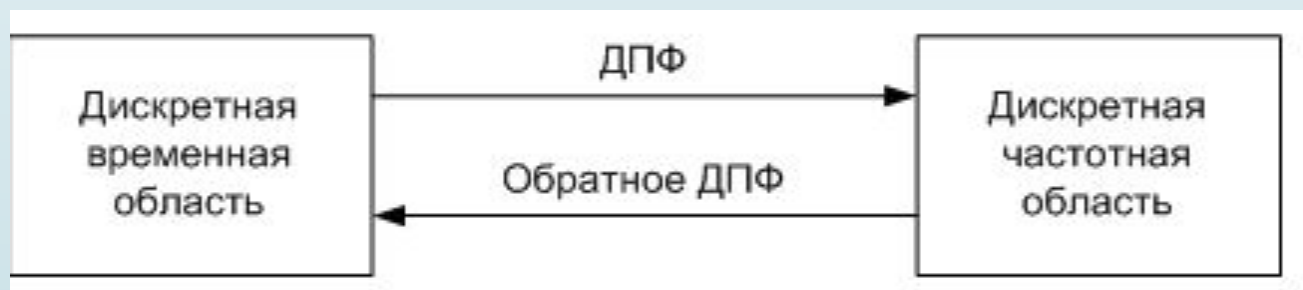 Дискретная
временная
область
ДПФ
Обратное ДПФ
Дискретная
частотная
область